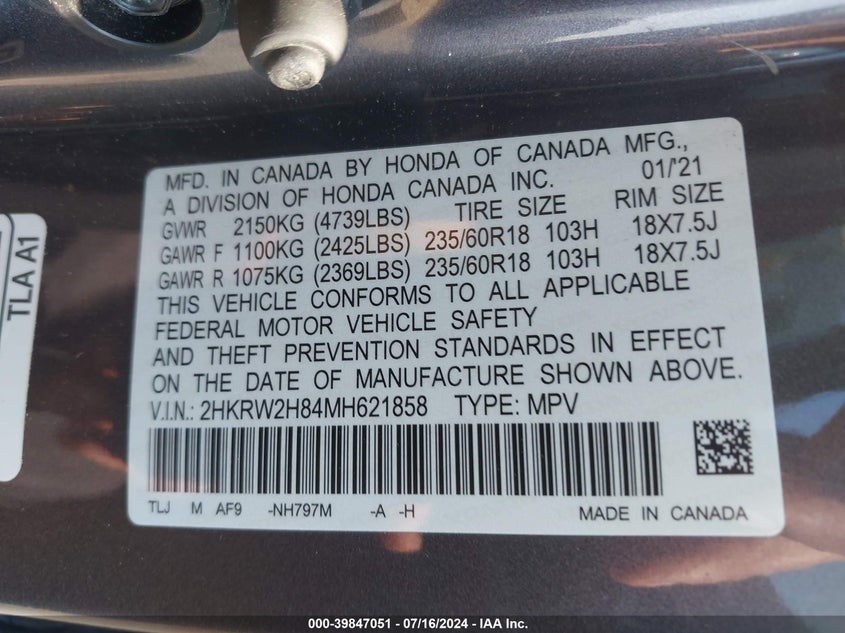 MFD. IN CANADA BY HONDA OF CANADA MFG.,
A DIVISION OF HONDA CANADA INC. 01/'21
GVWR 2150KG (4739LBS) TIRE SIZE RIM SIZE
GAWR F 1100KG (2425LBS) 235/60R18 103H 18X7.5J
GAWR R 1075KG (2369LBS) 235/60R18 103H 18X7.5J
THIS VEHICLE CONFORMS TO ALL APPLICABLE
FEDERAL MOTOR VEHICLE SAFETY
AND THEFT PREVENTION STANDARDS IN EFFECT
ON THE DATE OF MANUFACTURE SHOWN ABOVE.
V.I.N.: 2HKRW2H84MH621858 TYPE: MPV
TLJ M AF9 -NH797M -A -H MADE IN CANADA
TLA A1
000-39847051 - 07/16/2024 - IAA Inc.